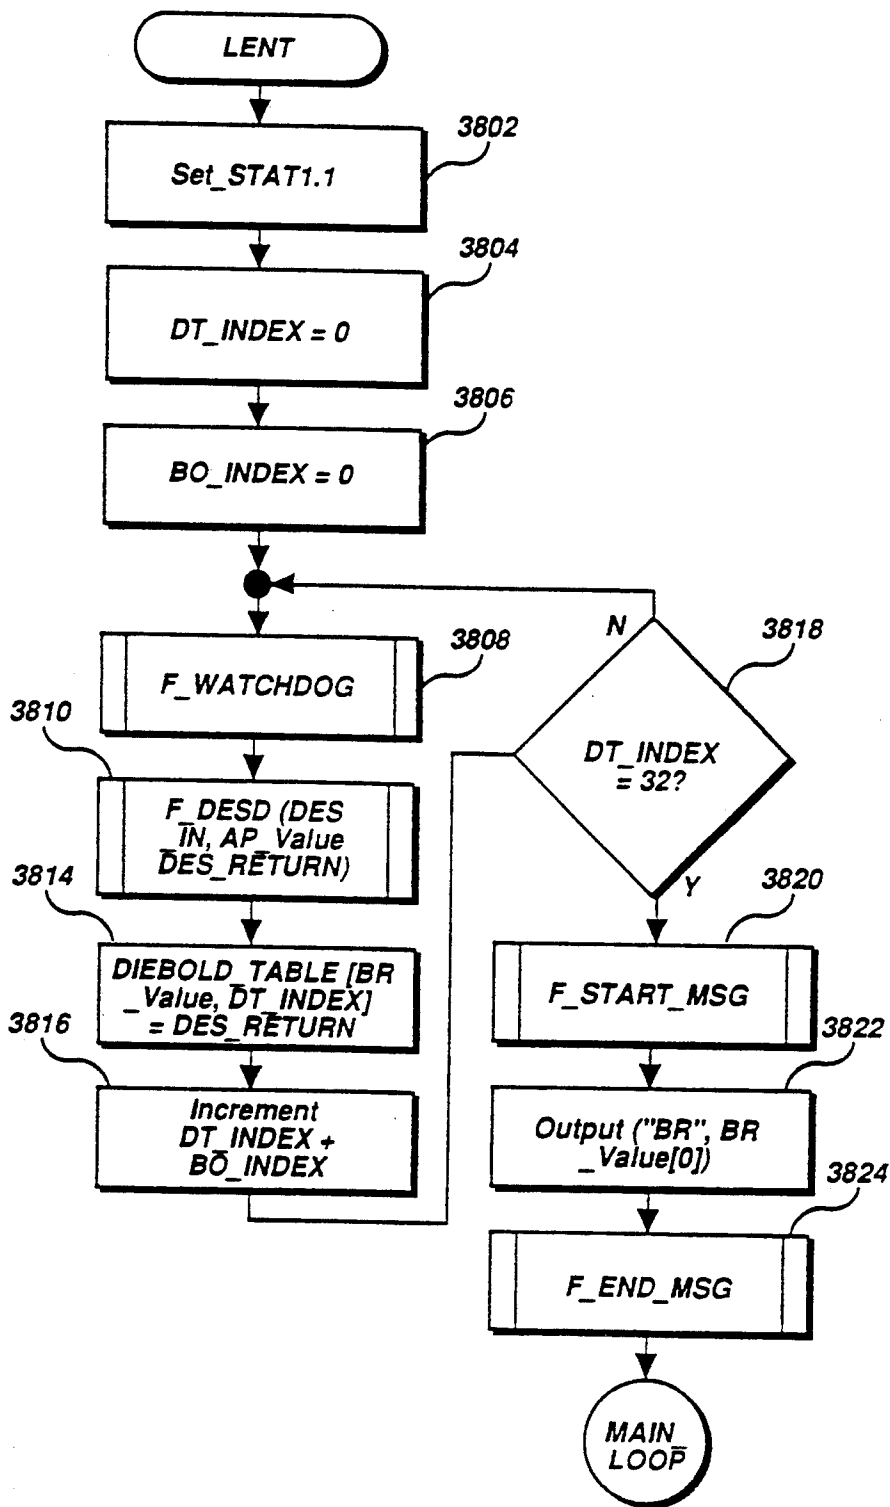 LENT
3802
Set_STAT1.1
3804
DT_INDEX = 0
3806
BO_INDEX = 0
3808
F_WATCHDOG
3810
F_DESD (DES
_IN, AP_Value
DES_RETURN)
3814
DIEBOLD_TABLE [BR
_Value, DT_INDEX]
= DES_RETURN
3816
Increment
DT_INDEX +
BO_INDEX
N
3818
DT_INDEX
= 32?
Y
3820
F_START_MSG
3822
Output ("BR", BR
_Value[0])
3824
F_END_MSG
MAIN_
LOOP